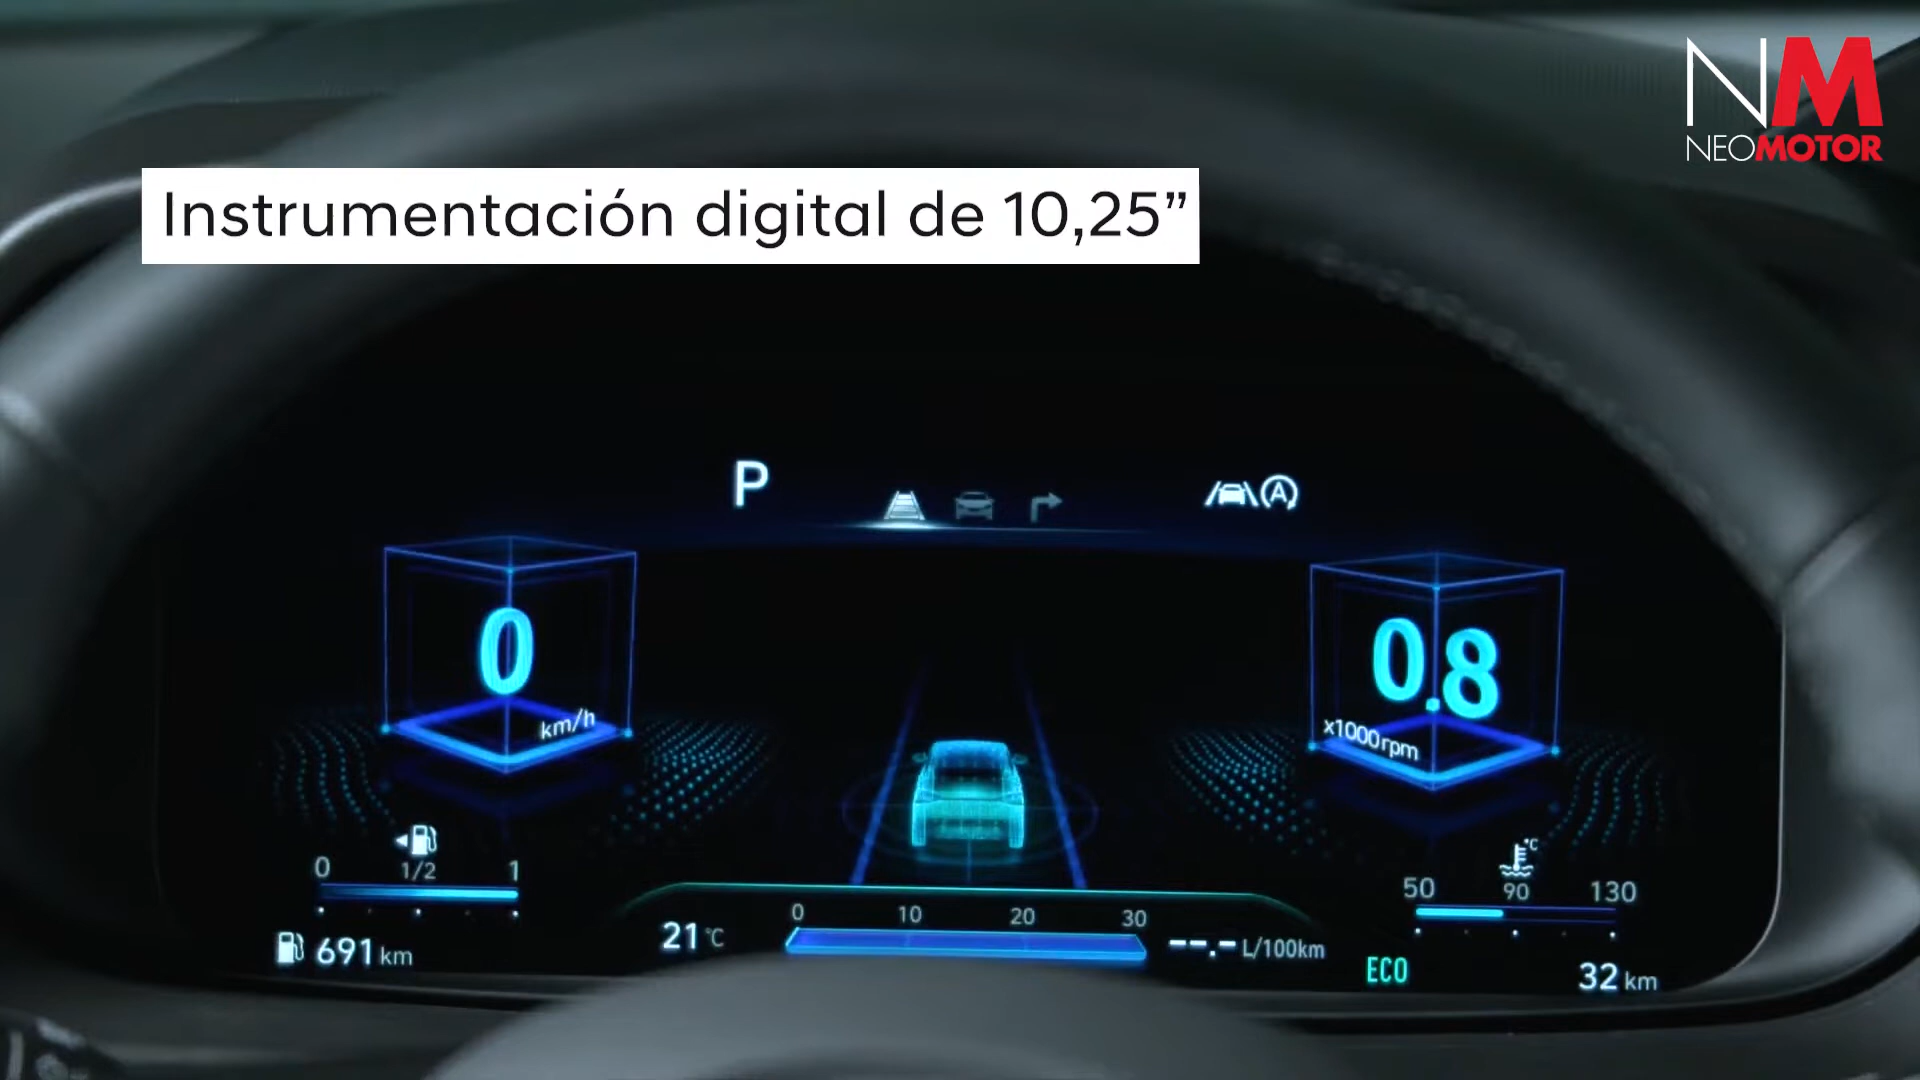 NM
NEOMOTOR
Instrumentación digital de 10,25”
P
A
0
km/h
0.8
x1000rpm
0 1/2 1
691 km
21 °C
0 10 20 30
--.- L/100km
°C
50 90 130
ECO
32 km